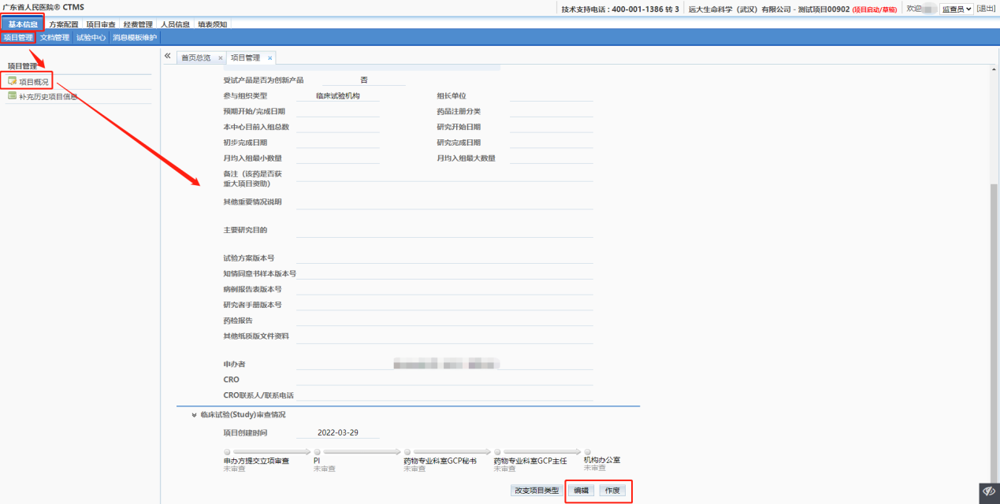 广东省人民医院® CTMS
技术支持电话：400-001-1386 转 3 远大生命科学（武汉）有限公司 - 测试项目00902 (项目启动/草稿) 欢迎 监查员 [退出]
基本信息 方案配置 项目审查 经费管理 人员信息 填表须知
项目管理 文档管理 试验中心 消息模板维护
项目管理
项目概况
补充历史项目信息
« 首页总览 × 项目管理 ×
受试产品是否为创新产品 否
参与组织类型 临床试验机构 组长单位
预期开始/完成日期 药品注册分类
本中心目前入组总数 研究开始日期
初步完成日期 研究完成日期
月均入组最小数量 月均入组最大数量
备注（该药是否获
重大项目资助）
其他重要情况说明
主要研究目的
试验方案版本号
知情同意书样本版本号
病例报告表版本号
研究者手册版本号
药检报告
其他纸质版文件资料
申办者
CRO
CRO联系人/联系电话
临床试验(Study)审查情况
项目创建时间 2022-03-29
申办方提交立项审查 PI 药物专业科室GCP秘书 药物专业科室GCP主任 机构办公室
未审查 未审查 未审查 未审查 未审查
改变项目类型 编辑 作废